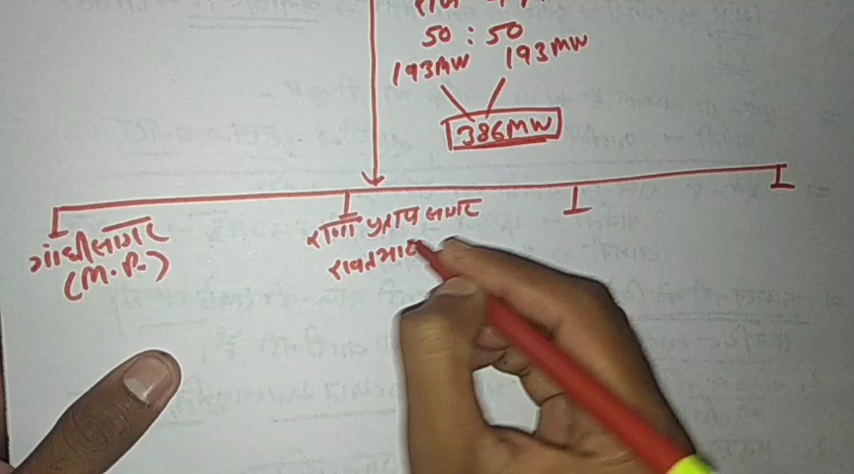 50 : 50
193MW 193MW
386MW
गांधीसागर
(M.P.)
राणा प्रताप सागर
रावतभा